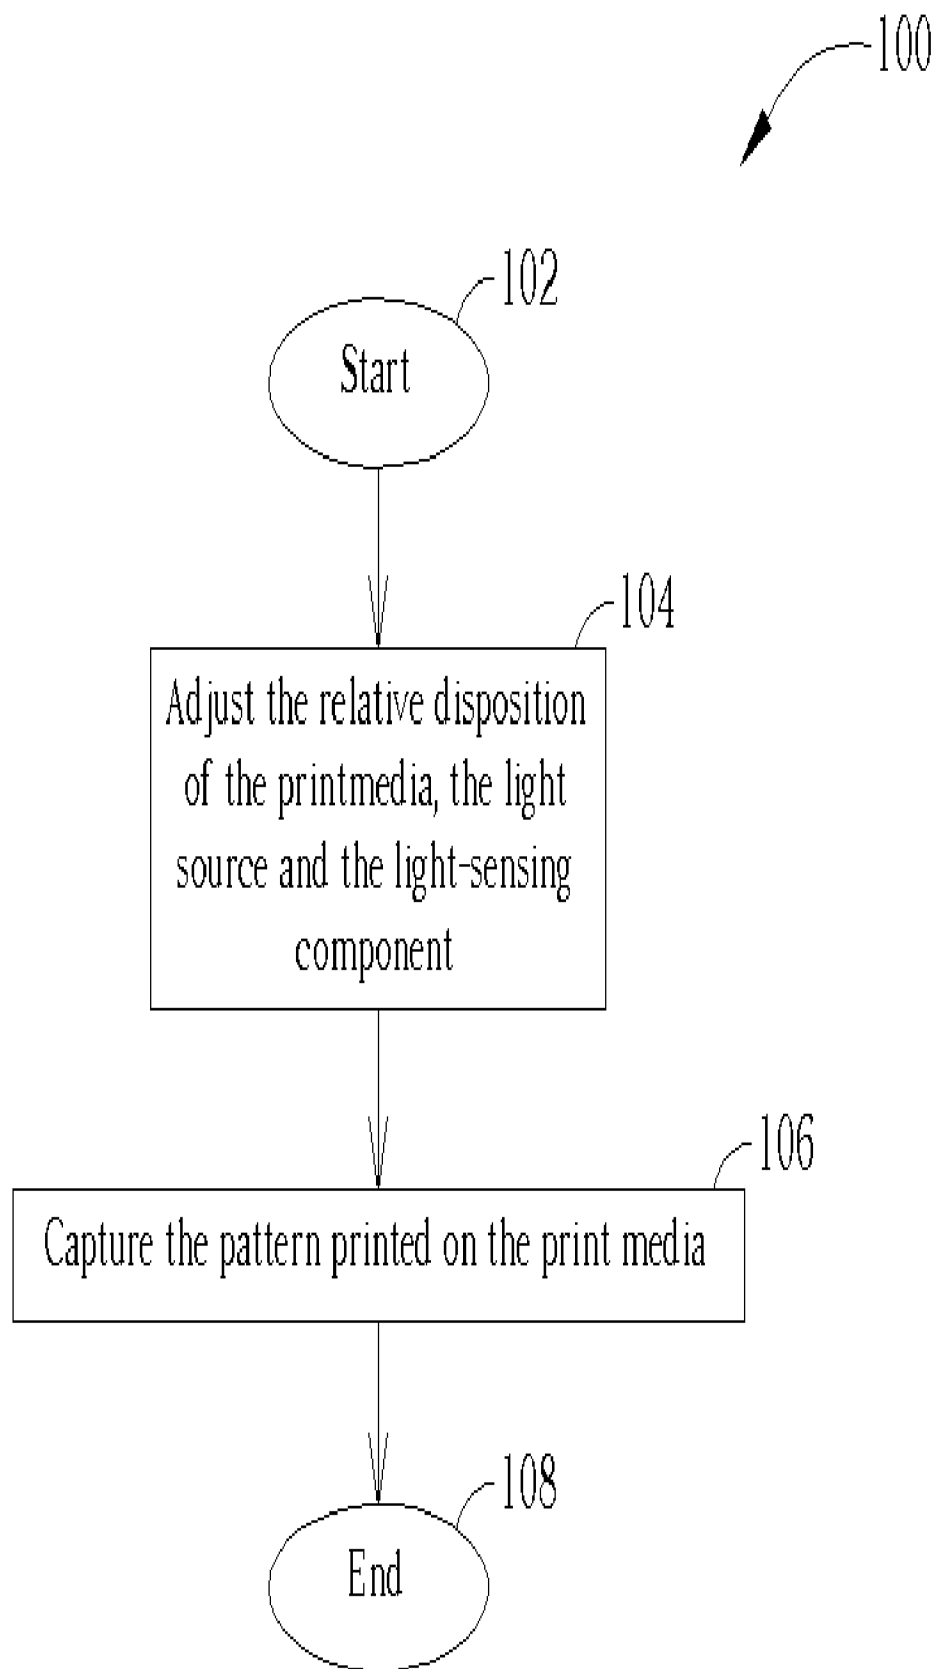 100
102
Start
104
Adjust the relative disposition
of the printmedia, the light
source and the light-sensing
component
106
Capture the pattern printed on the print media
108
End